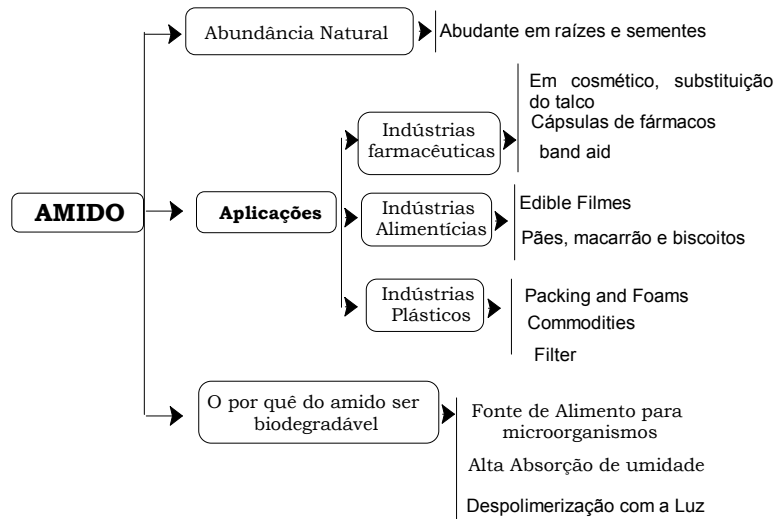 Abundância Natural
Abudante em raízes e sementes
Em cosmético, substituição
do talco
Cápsulas de fármacos
band aid
Indústrias
farmacêuticas
AMIDO
Aplicações
Indústrias
Alimentícias
Edible Filmes
Pães, macarrão e biscoitos
Indústrias
Plásticos
Packing and Foams
Commodities
Filter
O por quê do amido ser
biodegradável
Fonte de Alimento para
microorganismos
Alta Absorção de umidade
Despolimerização com a Luz